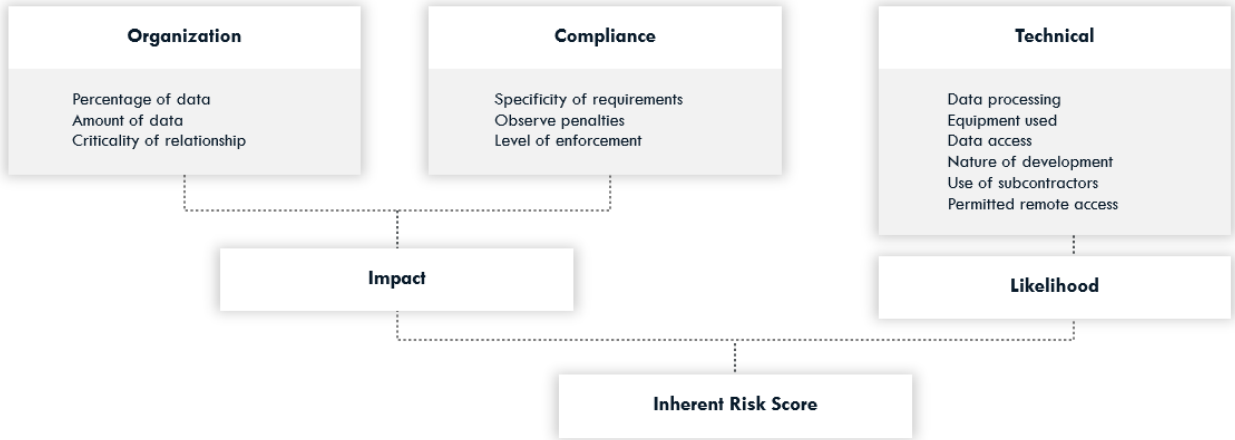 Organization
Percentage of data
Amount of data
Criticality of relationship
Compliance
Specificity of requirements
Observe penalties
Level of enforcement
Technical
Data processing
Equipment used
Data access
Nature of development
Use of subcontractors
Permitted remote access
Impact
Likelihood
Inherent Risk Score